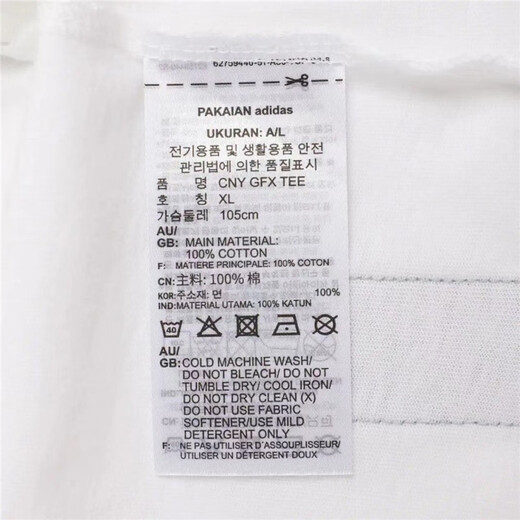 PAKAIAN adidas
UKURAN: A/L
전기용품 및 생활용품 안전
관리법에 의한 품질표시
품 명 CNY GFX TEE
호 칭 XL
가슴둘레 105cm
AU/
GB: MAIN MATERIAL:
100% COTTON
F: MATIERE PRINCIPALE: 100% COTON
CN:主料: 100% 棉
KOR:주소재: 면 100%
IND:MATERIAL UTAMA: 100% KATUN
40
AU/
GB:COLD MACHINE WASH/
DO NOT BLEACH/ DO NOT
TUMBLE DRY/ COOL IRON/
DO NOT DRY CLEAN (X)
DO NOT USE FABRIC
SOFTENER/USE MILD
DETERGENT ONLY
F: NE PAS UTILISER D'ASSOUPLISSEUR/
UTILISER UN DÉTERGENT DOUX